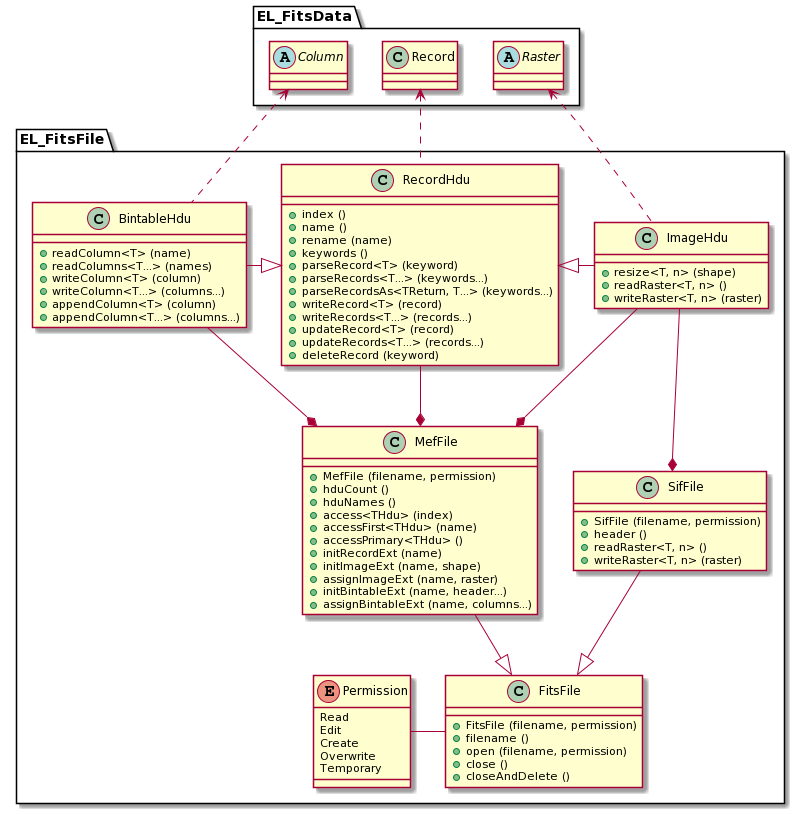 EL_FitsData
A Column
C Record
A Raster
EL_FitsFile
C BintableHdu
readColumn<T> (name)
readColumns<T...> (names)
writeColumn<T> (column)
writeColumn<T...> (columns...)
appendColumn<T> (column)
appendColumn<T...> (columns...)
C RecordHdu
index ()
name ()
rename (name)
keywords ()
parseRecord<T> (keyword)
parseRecords<T...> (keywords...)
parseRecordsAs<TReturn, T...> (keywords...)
writeRecord<T> (record)
writeRecords<T...> (records...)
updateRecord<T> (record)
updateRecords<T...> (records...)
deleteRecord (keyword)
C ImageHdu
resize<T, n> (shape)
readRaster<T, n> ()
writeRaster<T, n> (raster)
C MefFile
MefFile (filename, permission)
hduCount ()
hduNames ()
access<THdu> (index)
accessFirst<THdu> (name)
accessPrimary<THdu> ()
initRecordExt (name)
initImageExt (name, shape)
assignImageExt (name, raster)
initBintableExt (name, header...)
assignBintableExt (name, columns...)
C SifFile
SifFile (filename, permission)
header ()
readRaster<T, n> ()
writeRaster<T, n> (raster)
E Permission
Read
Edit
Create
Overwrite
Temporary
C FitsFile
FitsFile (filename, permission)
filename ()
open (filename, permission)
close ()
closeAndDelete ()